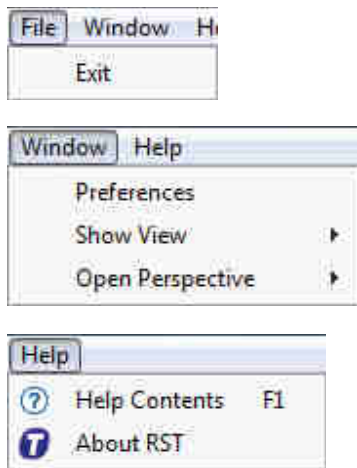 File Window H
Exit
Window Help
Preferences
Show View
Open Perspective
Help
Help Contents F1
About RST